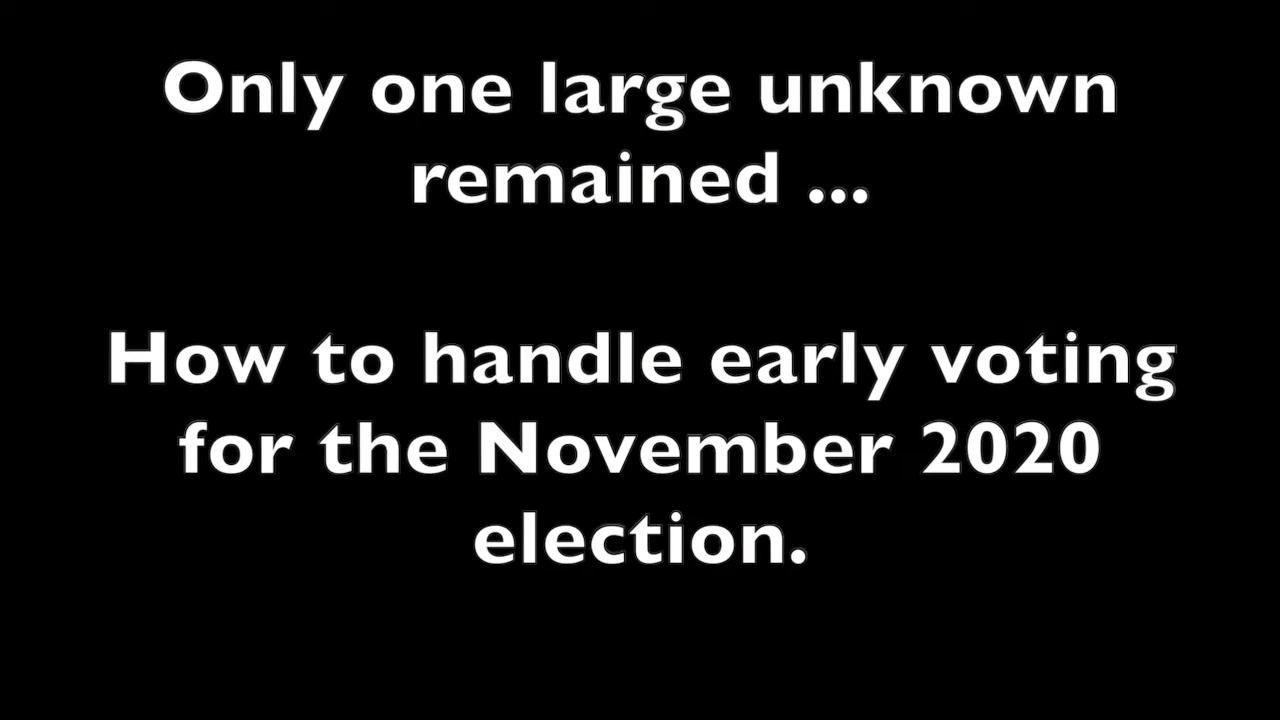 Only one large unknown
remained ...
How to handle early voting
for the November 2020
election.